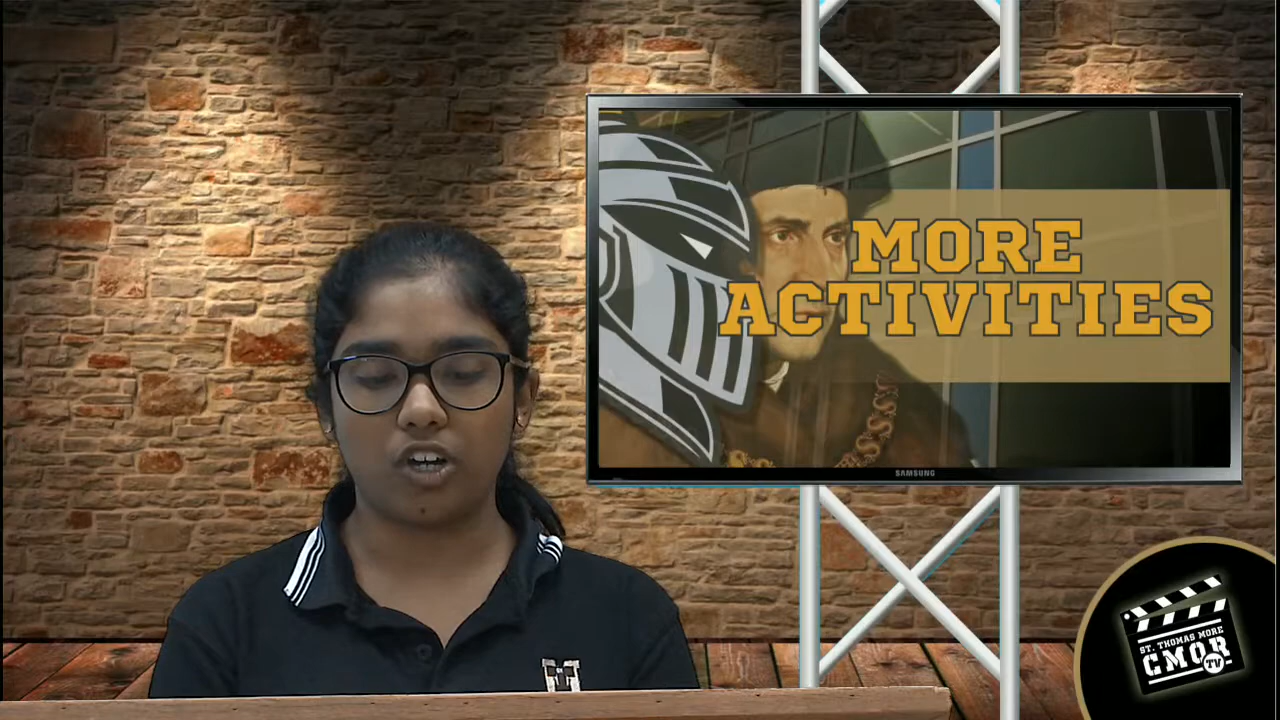 MORE
ACTIVITIES
SAMSUNG
ST. THOMAS MORE
CMOR
TV